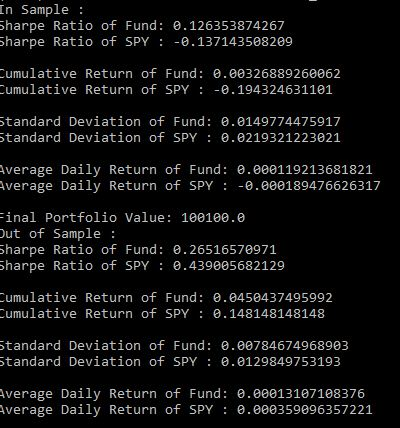 In Sample :
Sharpe Ratio of Fund: 0.126353874267
Sharpe Ratio of SPY : -0.137143508209
Cumulative Return of Fund: 0.00326889260062
Cumulative Return of SPY : -0.194324631101
Standard Deviation of Fund: 0.0149774475917
Standard Deviation of SPY : 0.0219321223021
Average Daily Return of Fund: 0.000119213681821
Average Daily Return of SPY : -0.000189476626317
Final Portfolio Value: 100100.0
Out of Sample :
Sharpe Ratio of Fund: 0.26516570971
Sharpe Ratio of SPY : 0.439005682129
Cumulative Return of Fund: 0.0450437495992
Cumulative Return of SPY : 0.148148148148
Standard Deviation of Fund: 0.00784674968903
Standard Deviation of SPY : 0.0129849753193
Average Daily Return of Fund: 0.00013107108376
Average Daily Return of SPY : 0.000359096357221